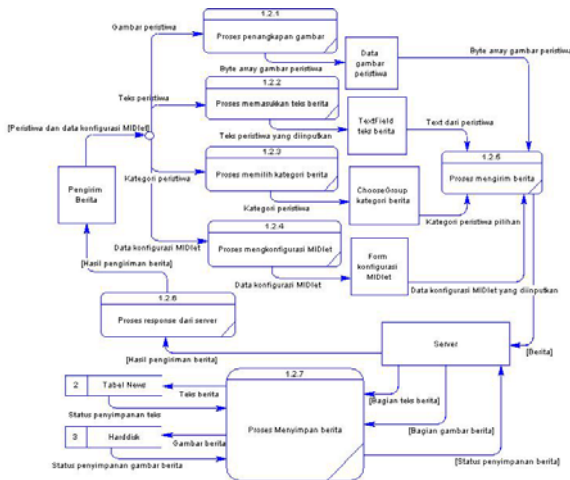 Gambar peristiwa
1.2.1
Proses penangkapan gambar
Byte array gambar peristiwa
Data
gambar
peristiwa
Byte array gambar peristiwa
1.2.2
Teks peristiwa
Proses memasukkan teks berita
Teks peristiwa yang diinputkan
TextField
teks berita
Text dari peristiwa
[Peristiwa dan data konfigurasi MIDlet]
1.2.3
Kategori peristiwa
Proses memilih kategori berita
Kategori peristiwa
ChooseGroup
kategori berita
Kategori peristiwa pilihan
1.2.5
Proses mengirim berita
Pengirim
Berita
1.2.4
Data konfigurasi MIDlet
Proses mengkonfigurasi MIDlet
Data konfigurasi MIDlet
Form
konfigurasi
MIDlet
Data konfigurasi MIDlet yang diinputkan
[Hasil pengiriman berita]
1.2.6
Proses response dari server
[Hasil pengiriman berita]
Server
[Berita]
1.2.7
2
Tabel News
Teks berita
Status penyimpanan teks
[Bagian teks berita]
Proses Menyimpan berita
3
Harddisk
Gambar berita
Status penyimpanan gambar berita
[Bagian gambar berita]
[Status penyimpanan berita]